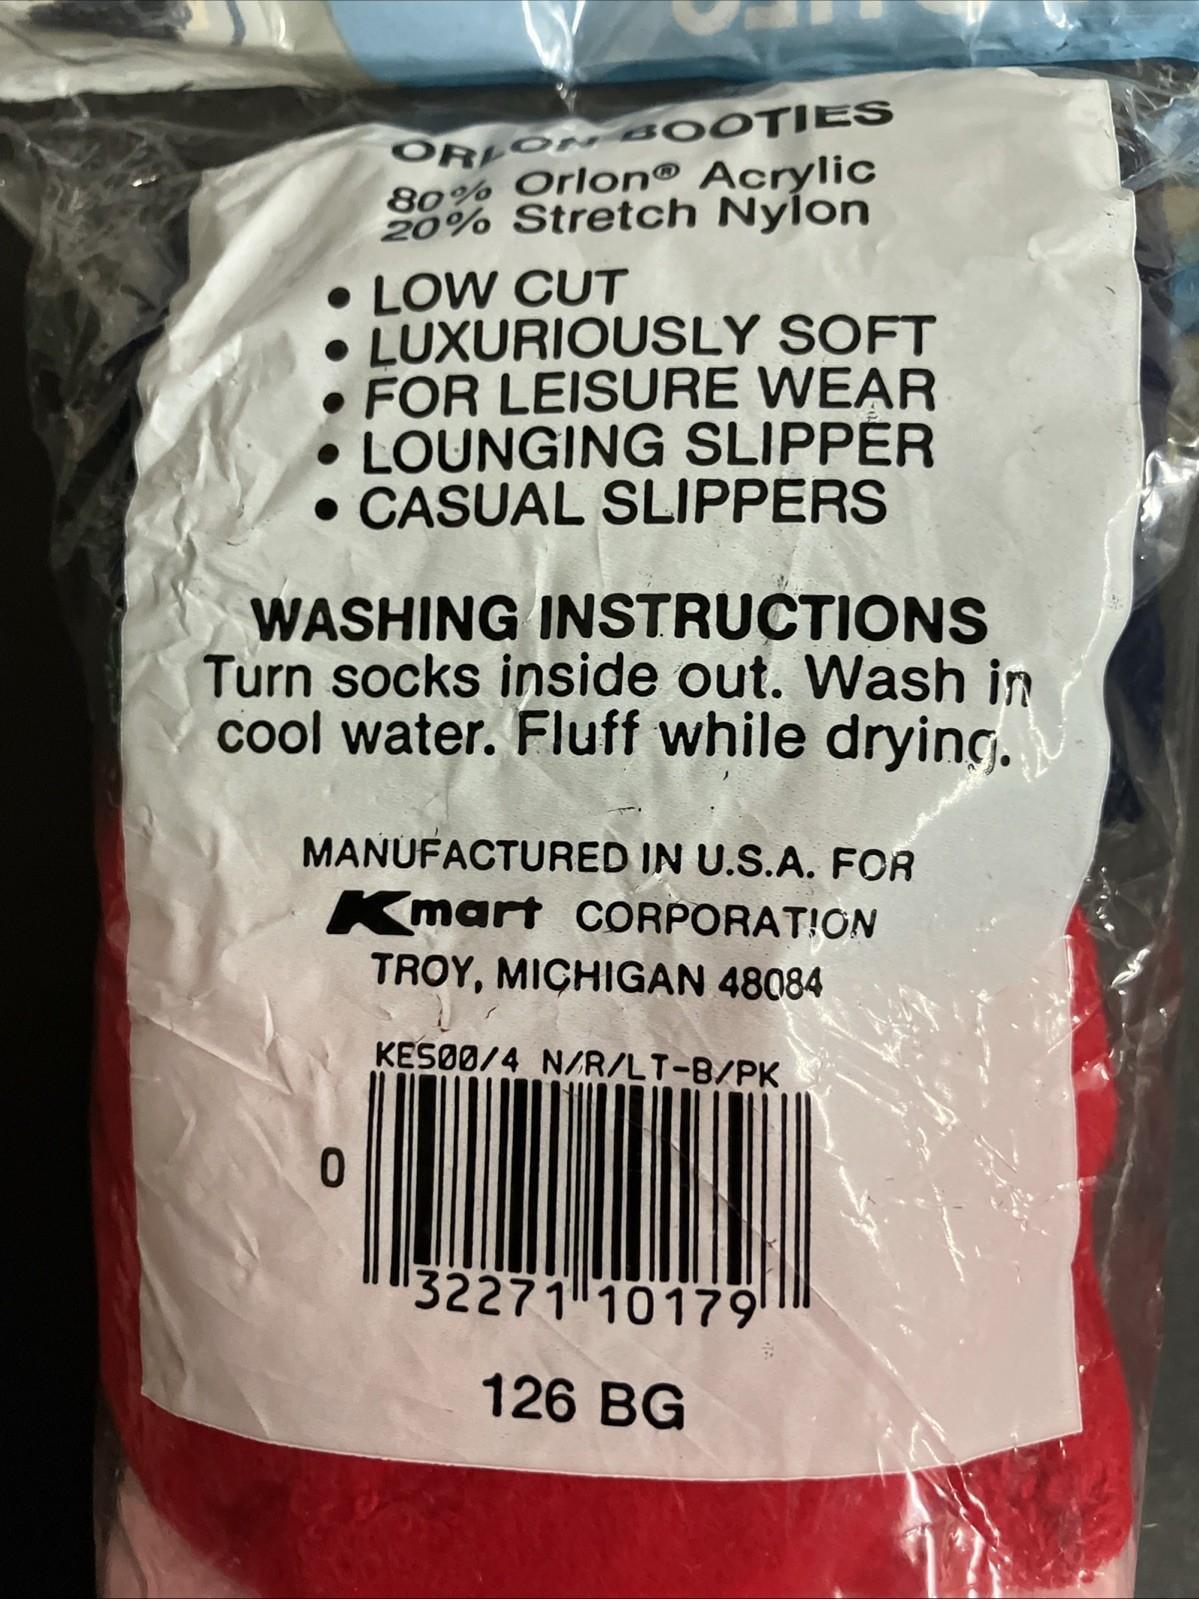 ORLON BOOTIES
80% Orlon® Acrylic
20% Stretch Nylon
• LOW CUT
• LUXURIOUSLY SOFT
• FOR LEISURE WEAR
• LOUNGING SLIPPER
• CASUAL SLIPPERS
WASHING INSTRUCTIONS
Turn socks inside out. Wash in
cool water. Fluff while drying.
MANUFACTURED IN U.S.A. FOR
Kmart CORPORATION
TROY, MICHIGAN 48084
KE500/4 N/R/LT-B/PK
0 32271 10179
126 BG